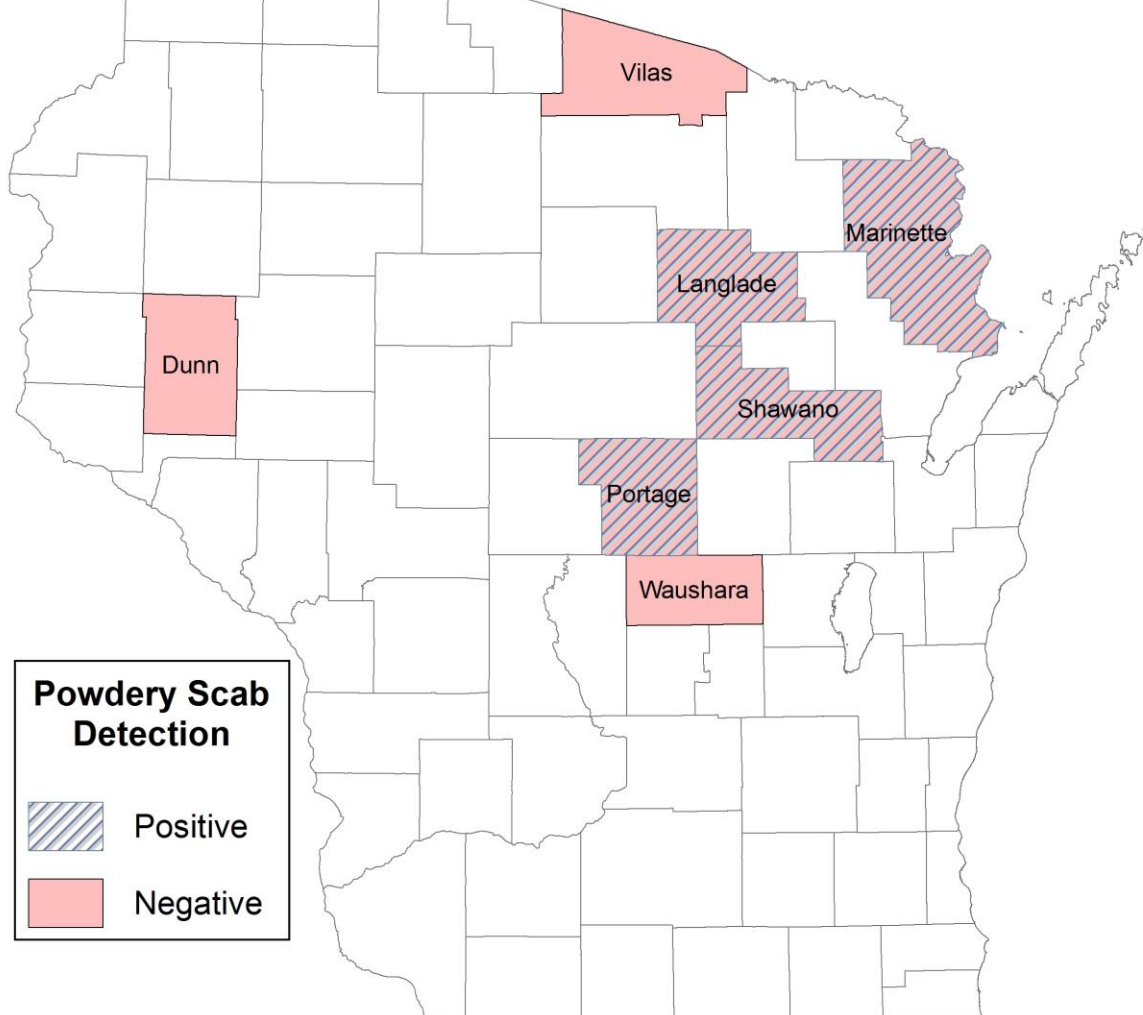 Vilas
Marinette
Langlade
Dunn
Shawano
Portage
Waushara
Powdery Scab
Detection
Positive
Negative